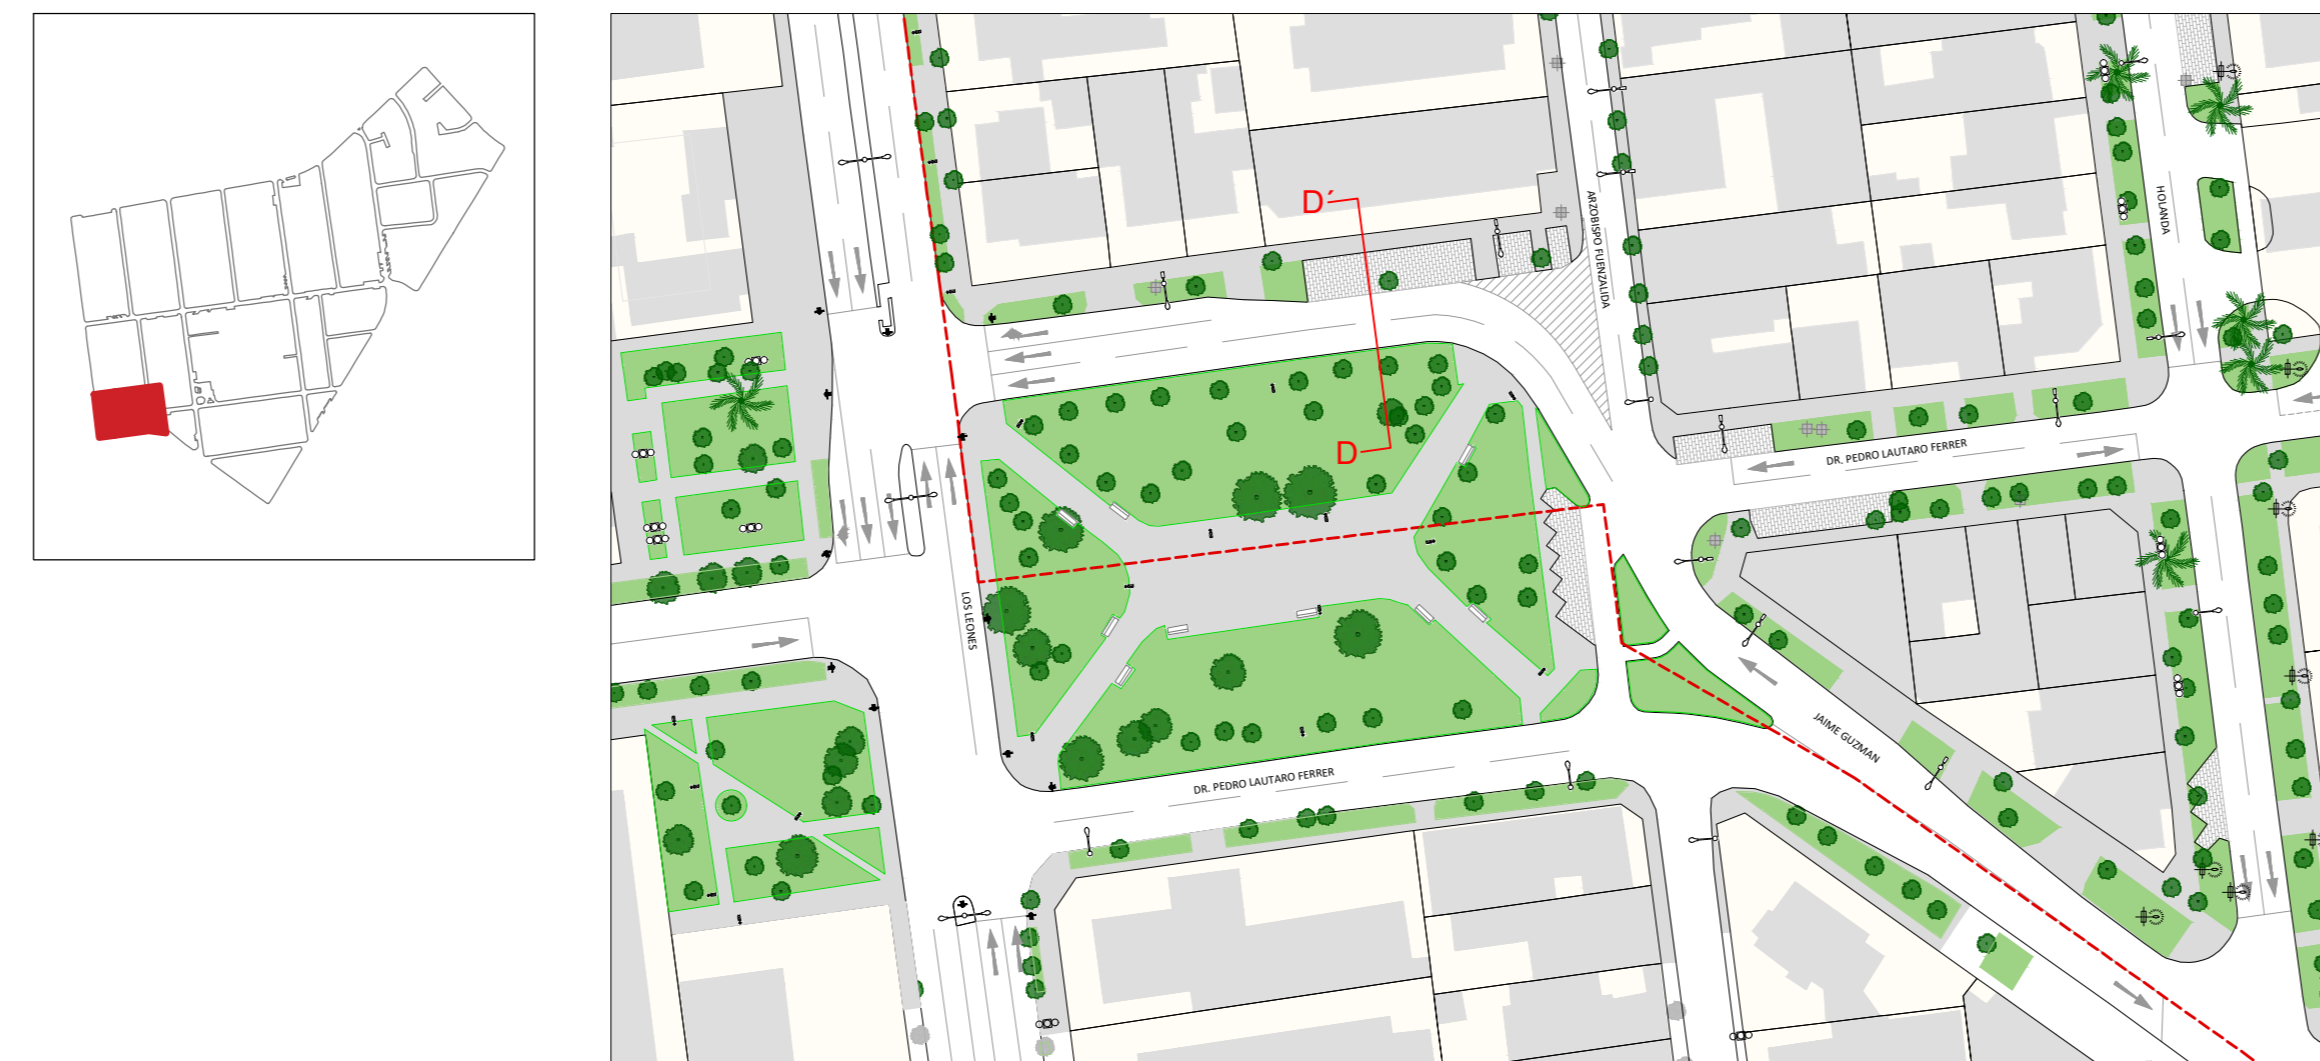 D´
ARZOBISPO FUENZALIDA
HOLANDA
D
DR. PEDRO LAUTARO FERRER
LOS LEONES
JAIME GUZMAN
DR. PEDRO LAUTARO FERRER